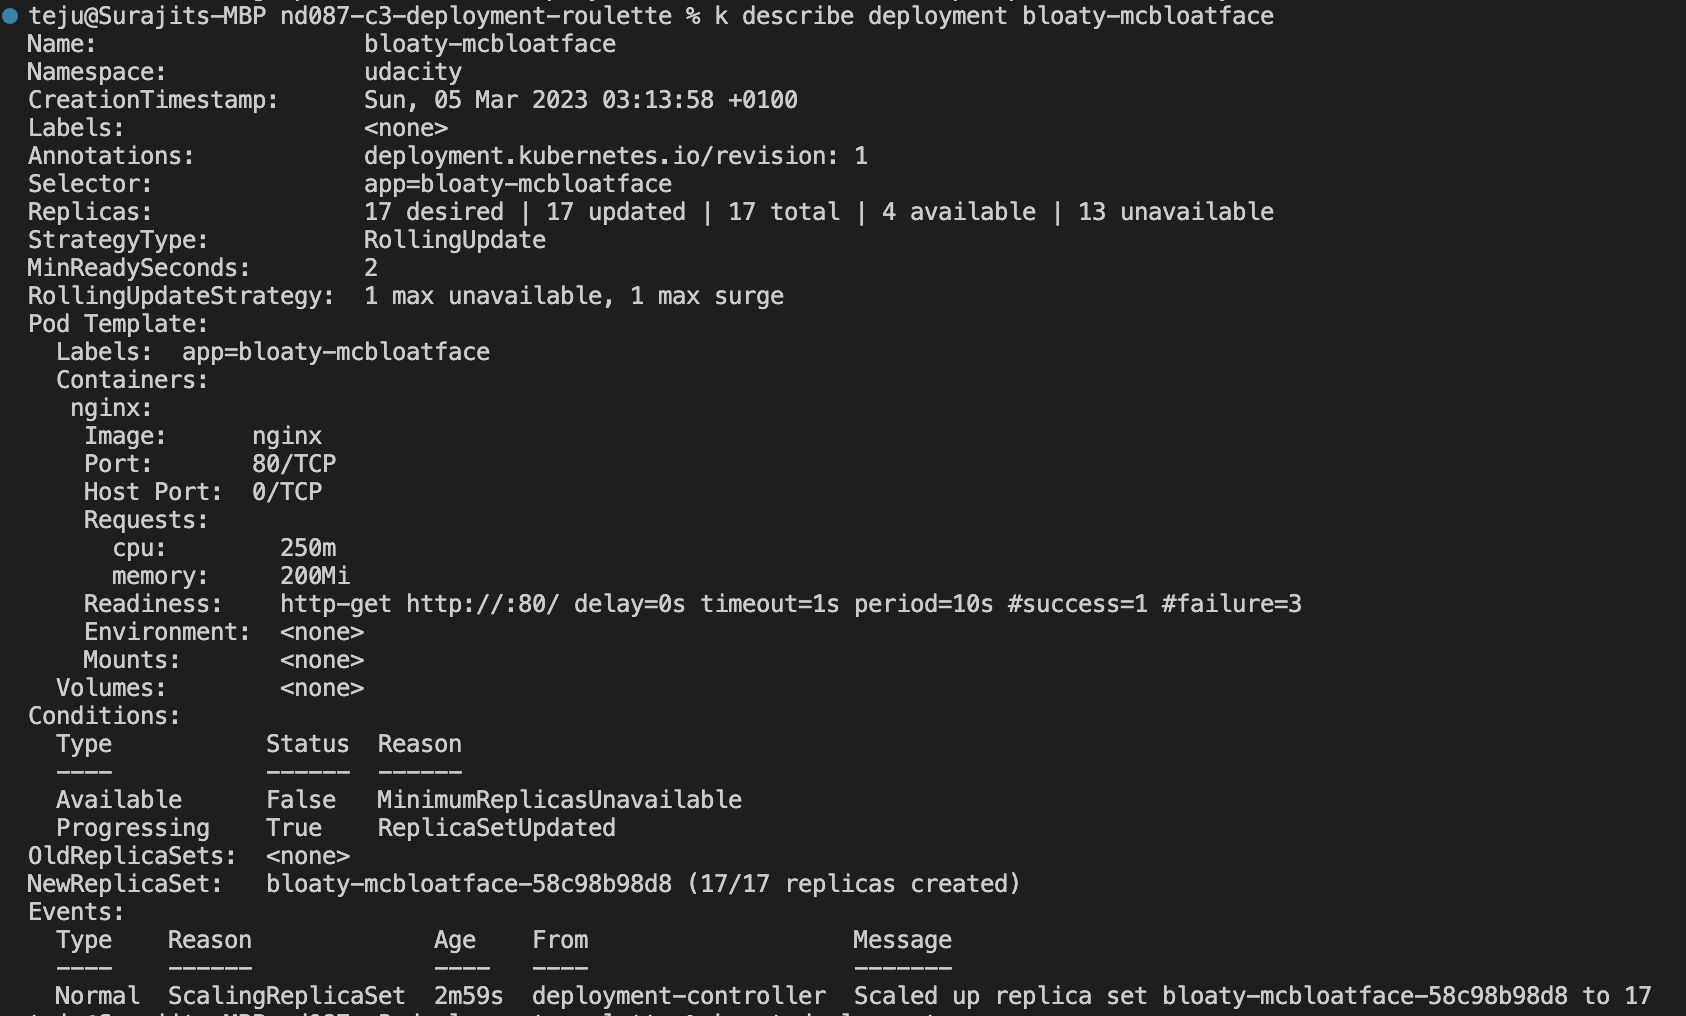 teju@Surajits-MBP nd087-c3-deployment-roulette % k describe deployment bloaty-mcbloatface
Name:                   bloaty-mcbloatface
Namespace:              udacity
CreationTimestamp:      Sun, 05 Mar 2023 03:13:58 +0100
Labels:                 <none>
Annotations:            deployment.kubernetes.io/revision: 1
Selector:               app=bloaty-mcbloatface
Replicas:               17 desired | 17 updated | 17 total | 4 available | 13 unavailable
StrategyType:           RollingUpdate
MinReadySeconds:        2
RollingUpdateStrategy:  1 max unavailable, 1 max surge
Pod Template:
  Labels:  app=bloaty-mcbloatface
  Containers:
   nginx:
    Image:      nginx
    Port:       80/TCP
    Host Port:  0/TCP
    Requests:
      cpu:        250m
      memory:     200Mi
    Readiness:    http-get http://:80/ delay=0s timeout=1s period=10s #success=1 #failure=3
    Environment:  <none>
    Mounts:       <none>
  Volumes:        <none>
Conditions:
  Type           Status  Reason
  ----           ------  ------
  Available      False   MinimumReplicasUnavailable
  Progressing    True    ReplicaSetUpdated
OldReplicaSets:  <none>
NewReplicaSet:   bloaty-mcbloatface-58c98b98d8 (17/17 replicas created)
Events:
  Type    Reason             Age    From                   Message
  ----    ------             ----   ----                   -------
  Normal  ScalingReplicaSet  2m59s  deployment-controller  Scaled up replica set bloaty-mcbloatface-58c98b98d8 to 17